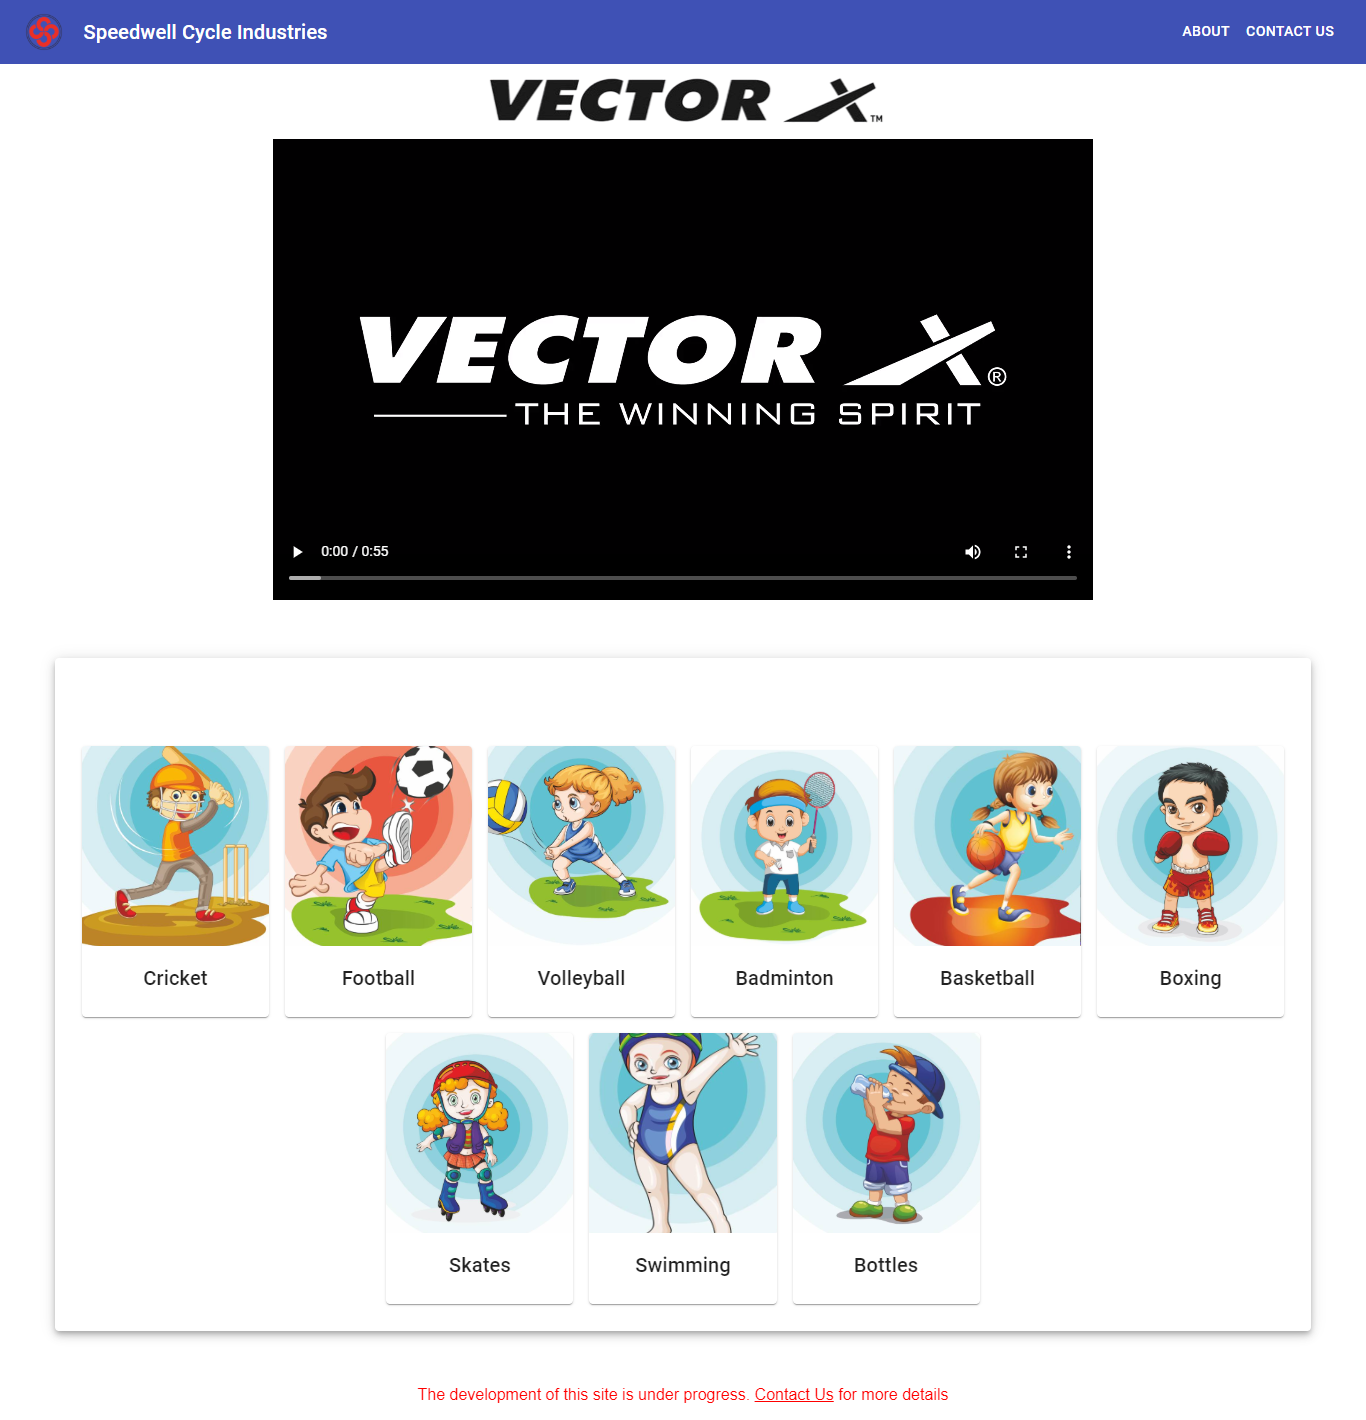 Speedwell Cycle Industries
ABOUT CONTACT US
VECTOR X™
VECTOR X®
THE WINNING SPIRIT
0:00 / 0:55
Cricket
Football
Volleyball
Badminton
Basketball
Boxing
Skates
Swimming
Bottles
The development of this site is under progress. Contact Us for more details